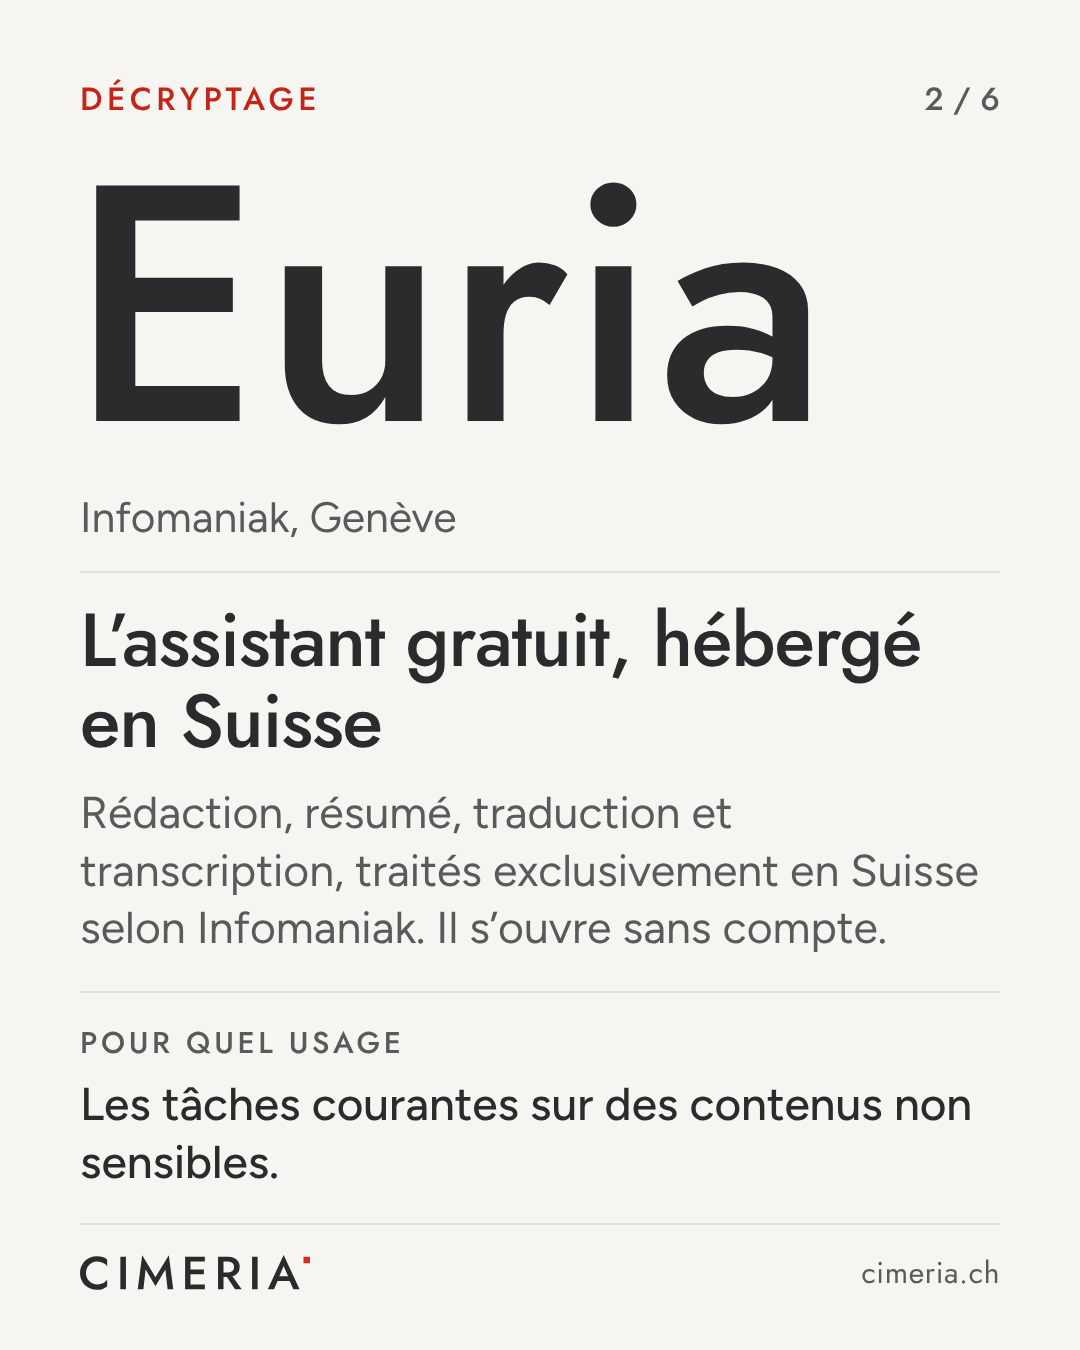 DÉCRYPTAGE
2 / 6
Euria
Infomaniak, Genève
L’assistant gratuit, hébergé
en Suisse
Rédaction, résumé, traduction et
transcription, traités exclusivement en Suisse
selon Infomaniak. Il s’ouvre sans compte.
POUR QUEL USAGE
Les tâches courantes sur des contenus non
sensibles.
CIMERIA
cimeria.ch